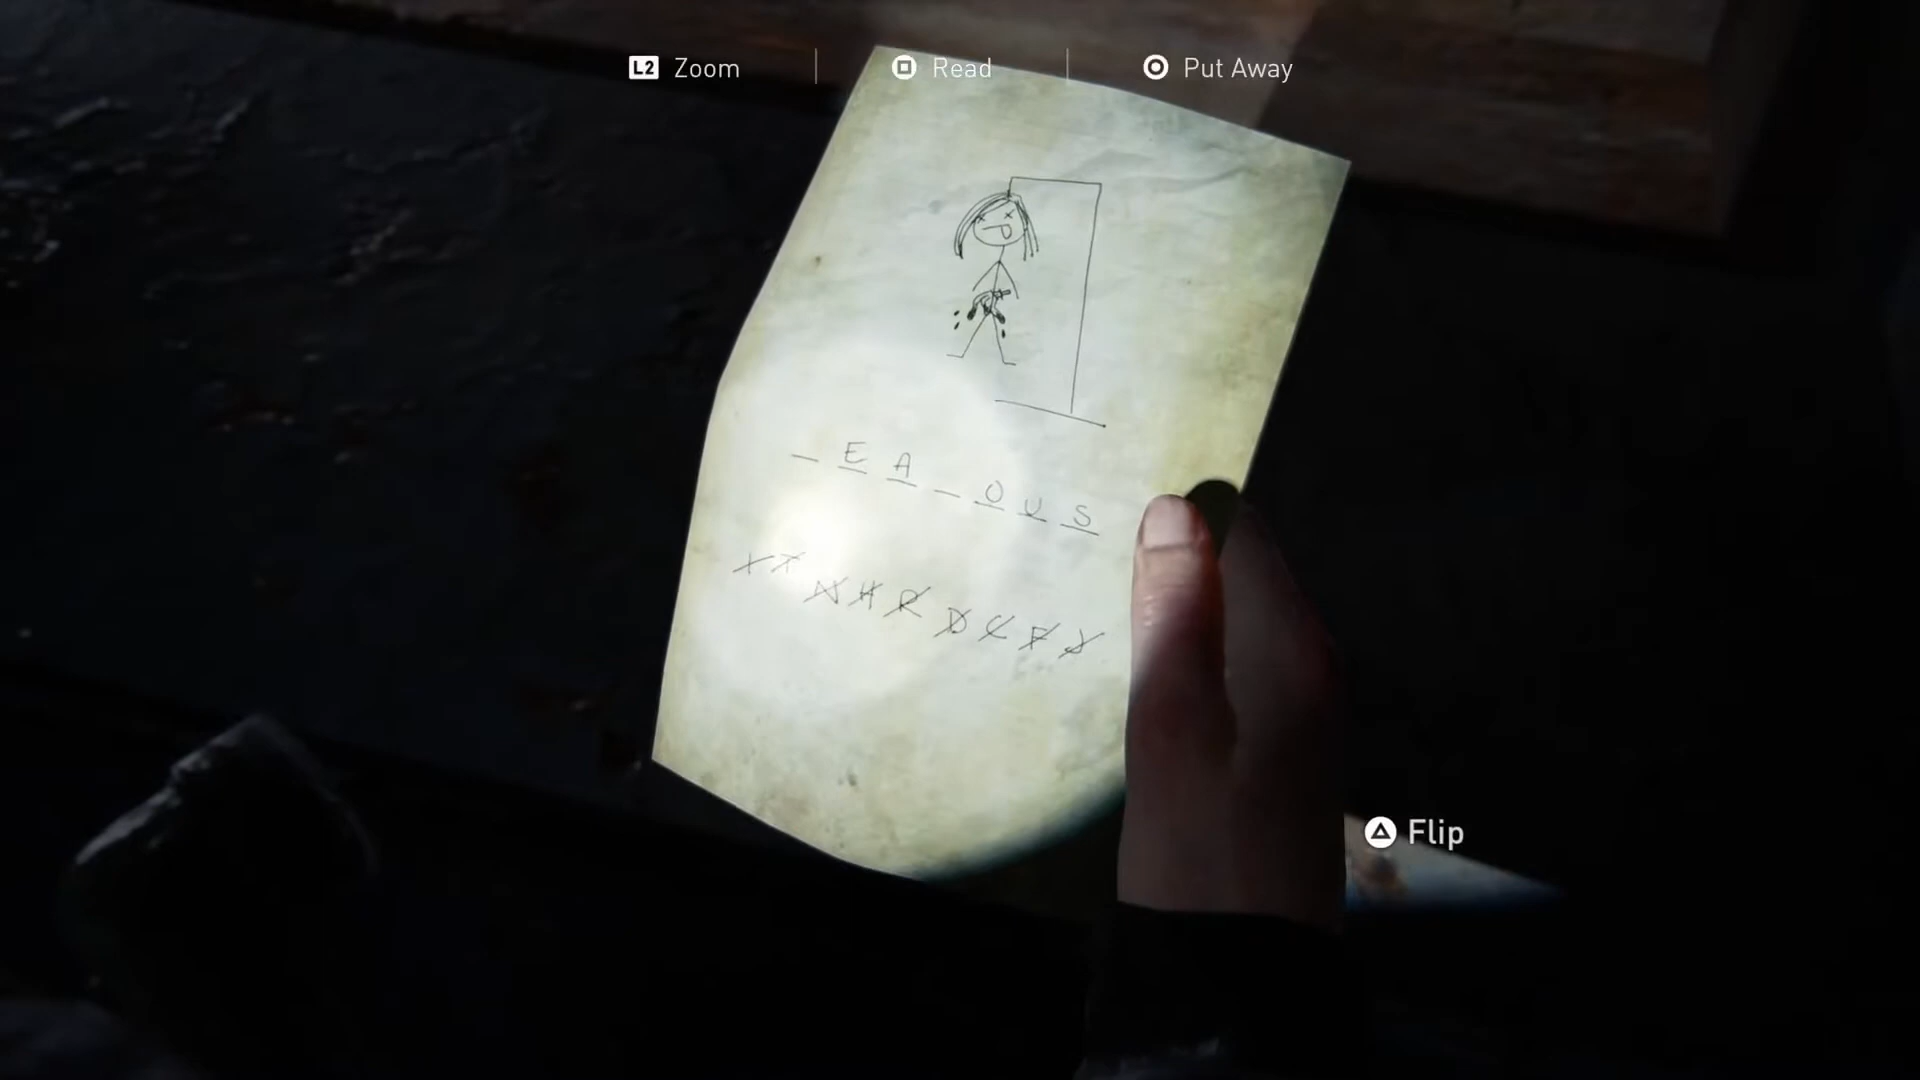 L2 Zoom | Read | Put Away
_ E A _ O U S
N H R D C F
Flip